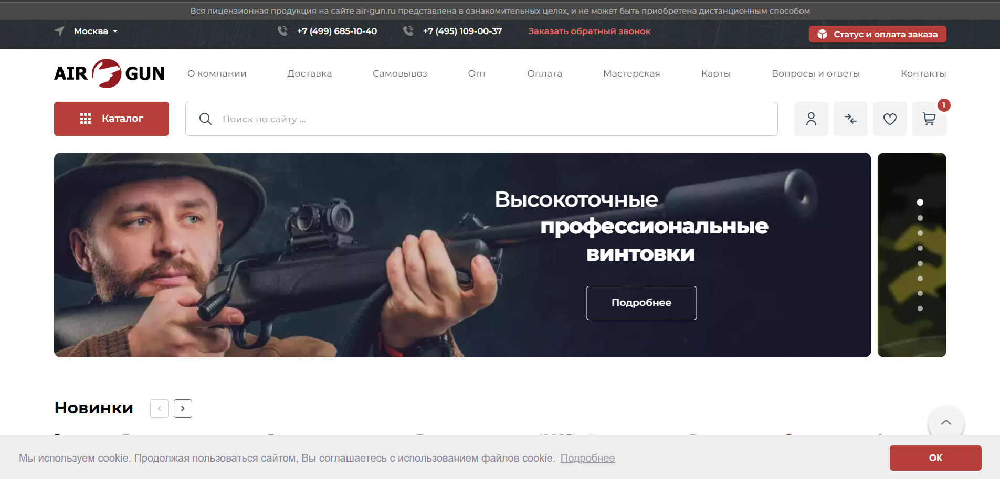 Вся лицензионная продукция на сайте air-gun.ru представлена в ознакомительных целях, и не может быть приобретена дистанционным способом
Москва
+7 (499) 685-10-40
+7 (495) 109-00-37
Заказать обратный звонок
Статус и оплата заказа
AIR GUN
О компании
Доставка
Самовывоз
Опт
Оплата
Мастерская
Карты
Вопросы и ответы
Контакты
Каталог
Поиск по сайту ...
1
Высокоточные
профессиональные
винтовки
Подробнее
Новинки
Мы используем cookie. Продолжая пользоваться сайтом, Вы соглашаетесь с использованием файлов cookie. Подробнее
ОК